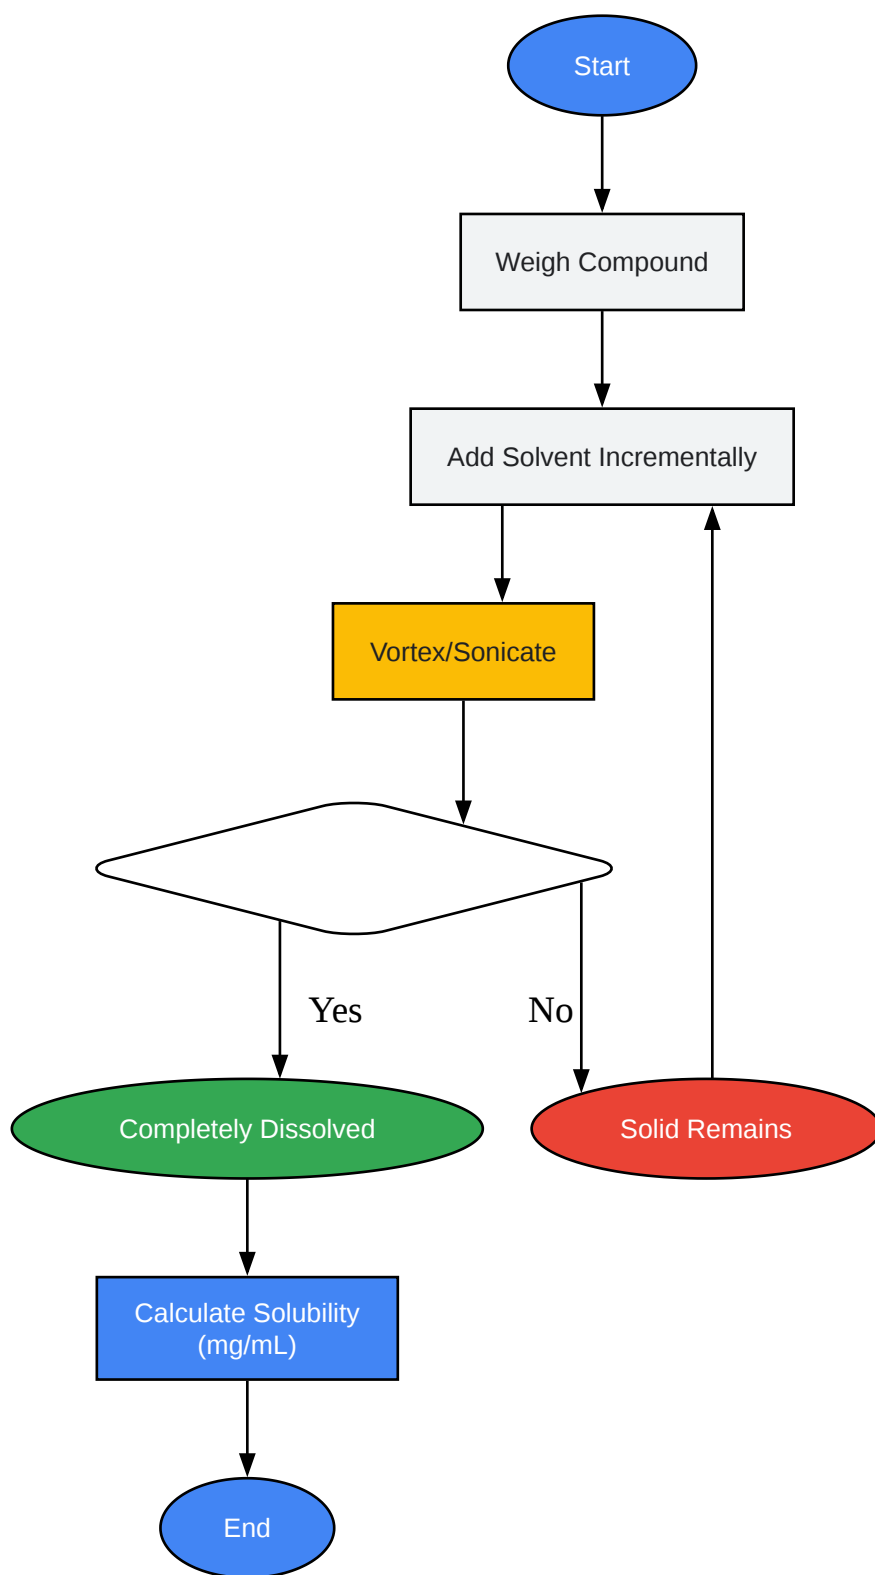 Start
Weigh Compound
Add Solvent Incrementally
Vortex/Sonicate
Yes
No
Completely Dissolved
Solid Remains
Calculate Solubility
(mg/mL)
End